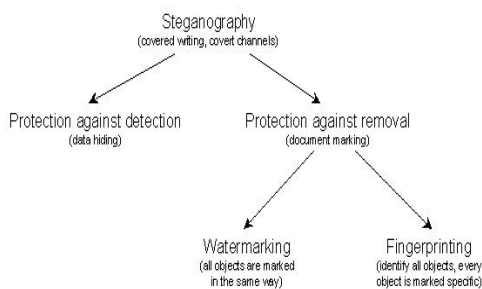 Steganography
(covered writing, covert channels)
Protection against detection
(data hiding)
Protection against removal
(document marking)
Watermarking
(all objects are marked
in the same way)
Fingerprinting
(identify all objects, every
object is marked specific)